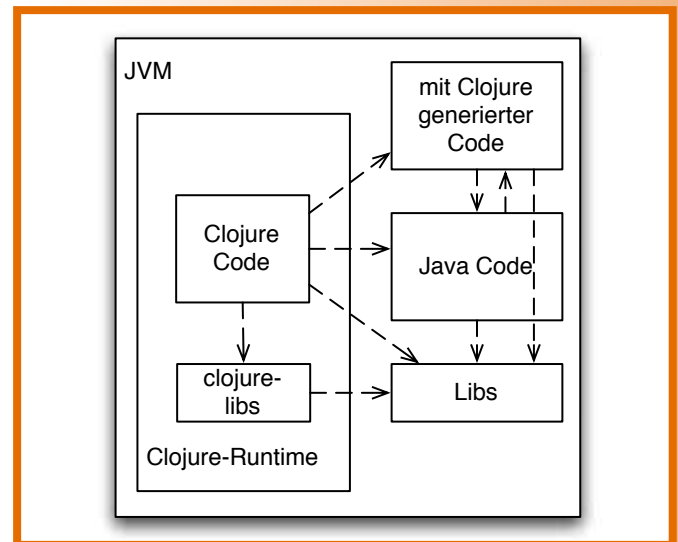 JVM
mit Clojure
generierter
Code
Clojure
Code
Java Code
clojure-
libs
Libs
Clojure-Runtime